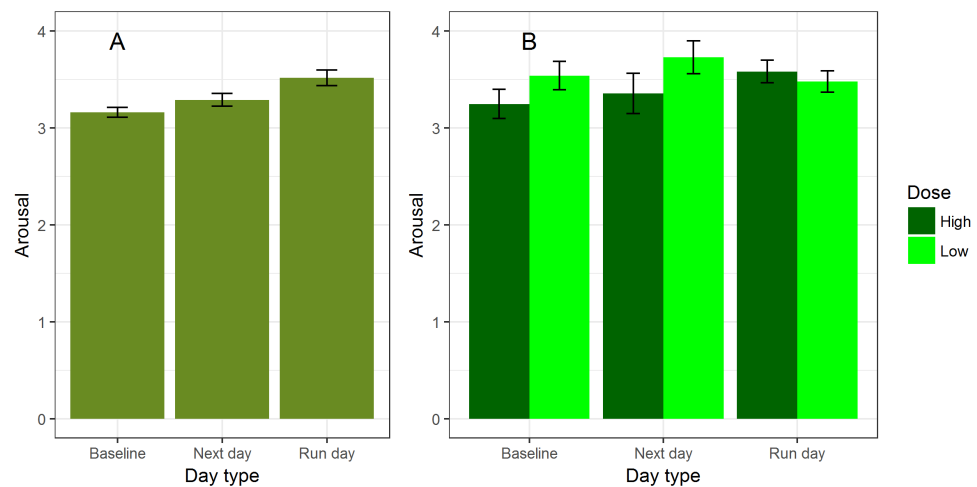 A
B
4
3
2
1
0
Arousal
Baseline
Next day
Run day
Day type
4
3
2
1
0
Arousal
Baseline
Next day
Run day
Day type
Dose
High
Low